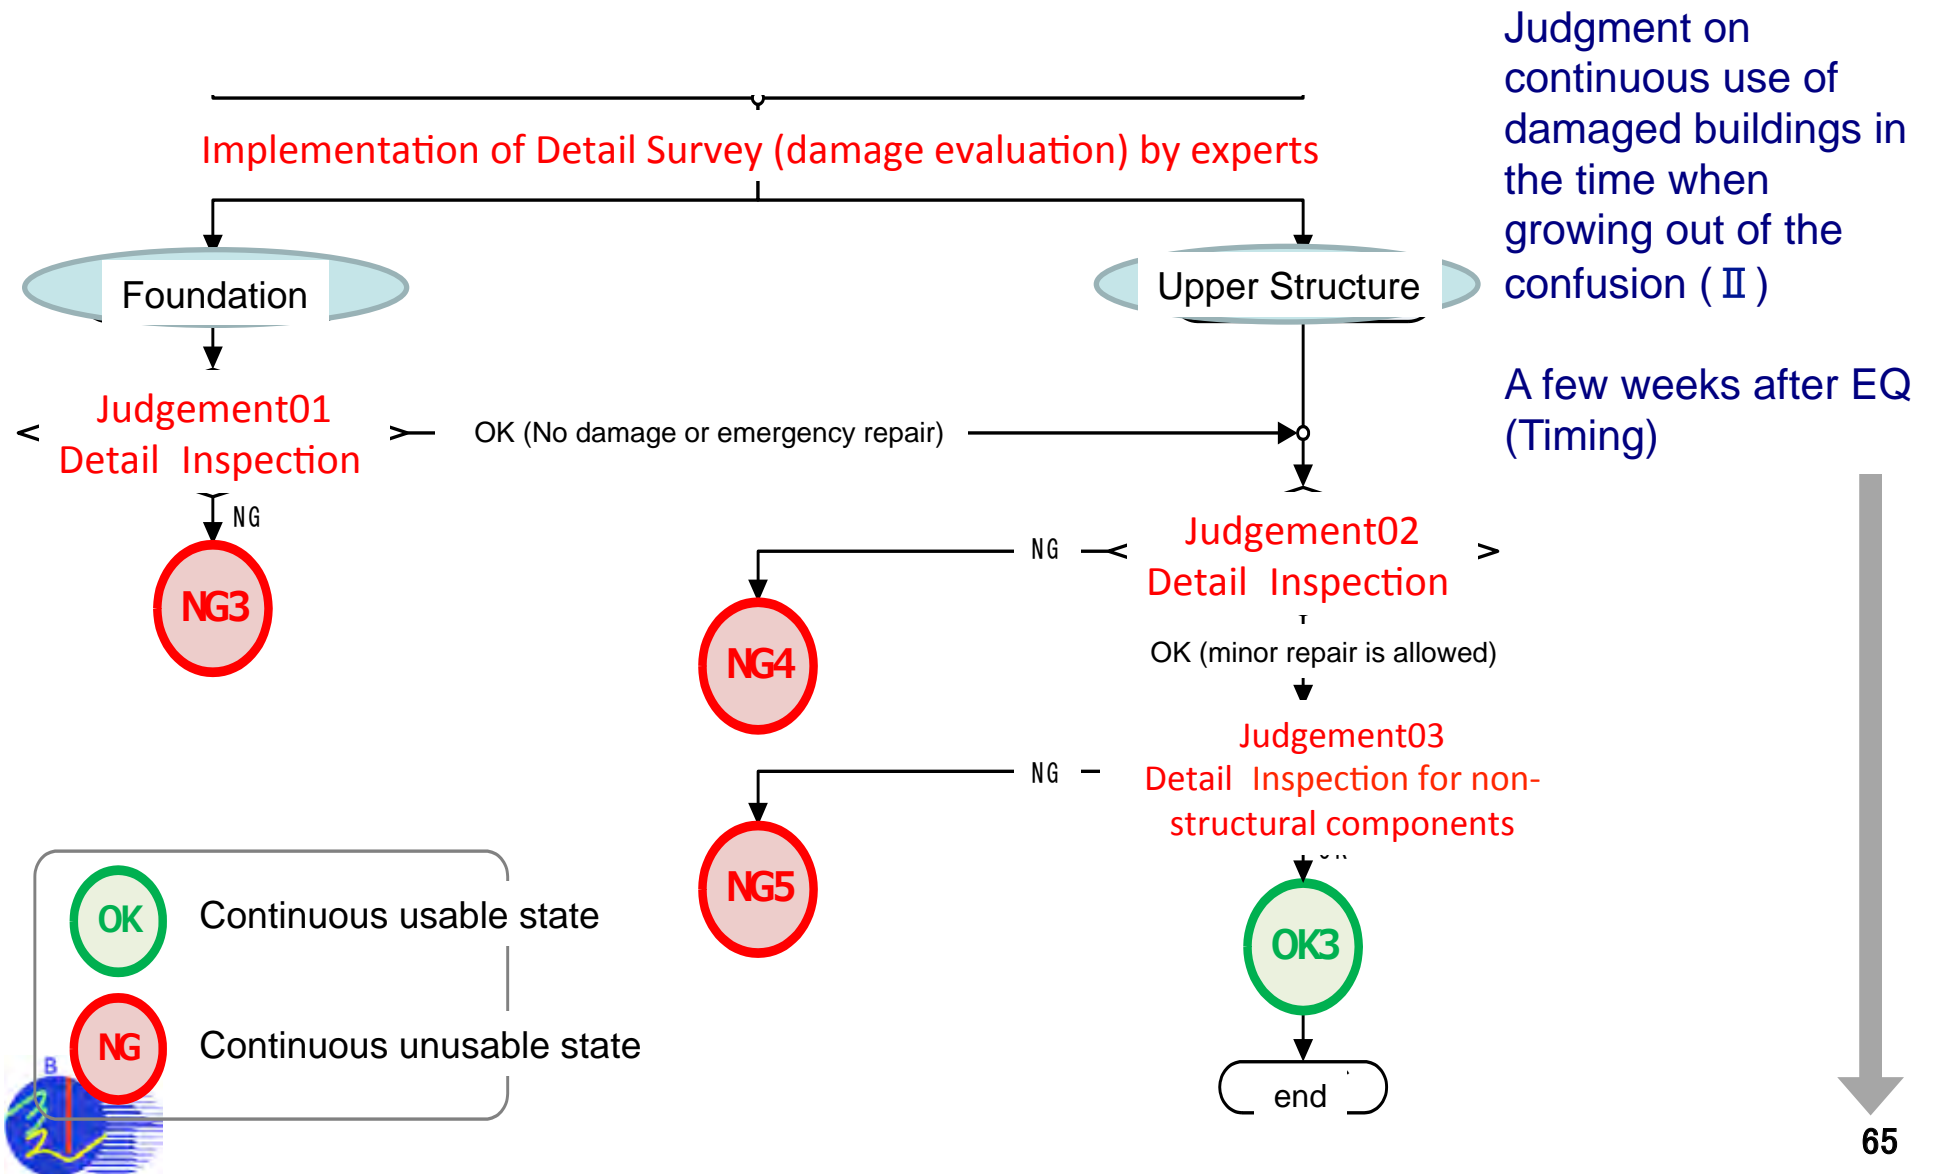 Judgment on
continuous use of
damaged buildings in
the time when
growing out of the
confusion (Ⅱ)
A few weeks after EQ
(Timing)
Implementation of Detail Survey (damage evaluation) by experts
Foundation
Upper Structure
Judgement01
Detail Inspection
OK (No damage or emergency repair)
NG
NG3
Judgement02
Detail Inspection
NG
NG4
OK (minor repair is allowed)
Judgement03
Detail Inspection for non-
structural components
NG
NG5
OK3
end
OK
Continuous usable state
NG
Continuous unusable state
B
65